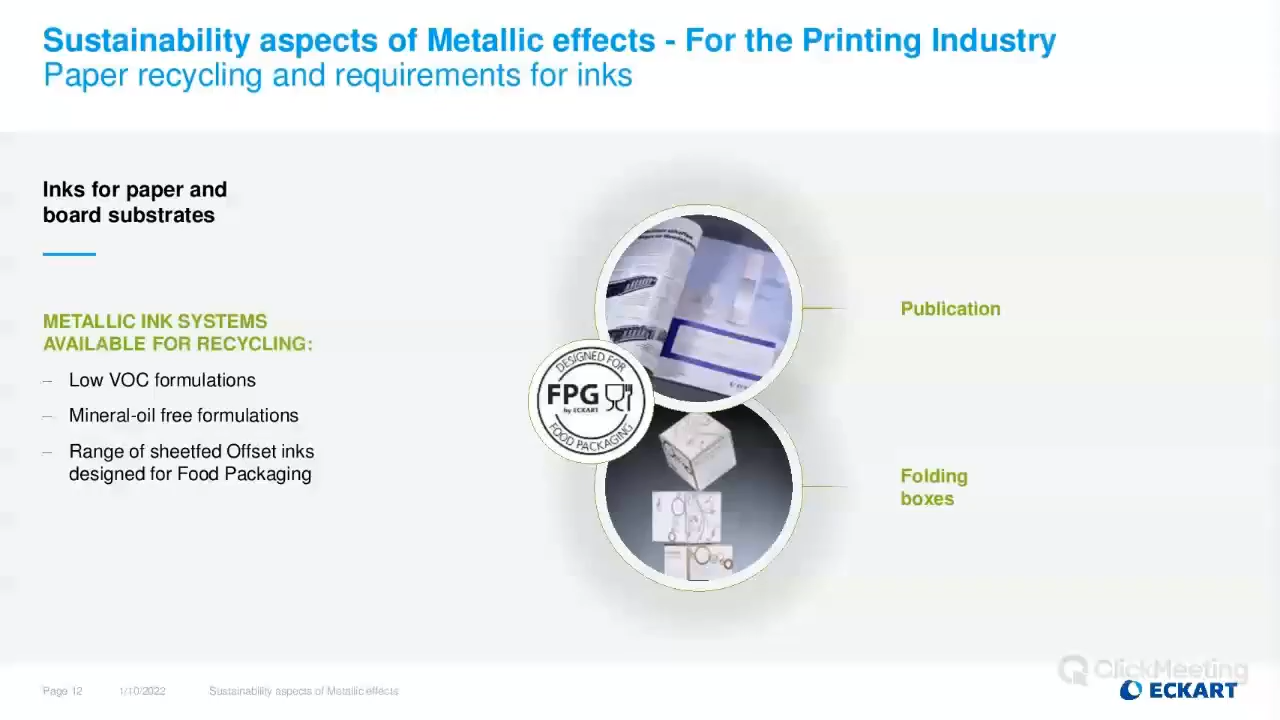 Sustainability aspects of Metallic effects - For the Printing Industry
Paper recycling and requirements for inks
Inks for paper and
board substrates
METALLIC INK SYSTEMS
AVAILABLE FOR RECYCLING:
– Low VOC formulations
– Mineral-oil free formulations
– Range of sheetfed Offset inks
designed for Food Packaging
DESIGNED FOR
FPG
by ECKART
FOOD PACKAGING
Publication
Folding
boxes
Page 12
1/10/2022
Sustainability aspects of Metallic effects
ClickMeeting
ECKART